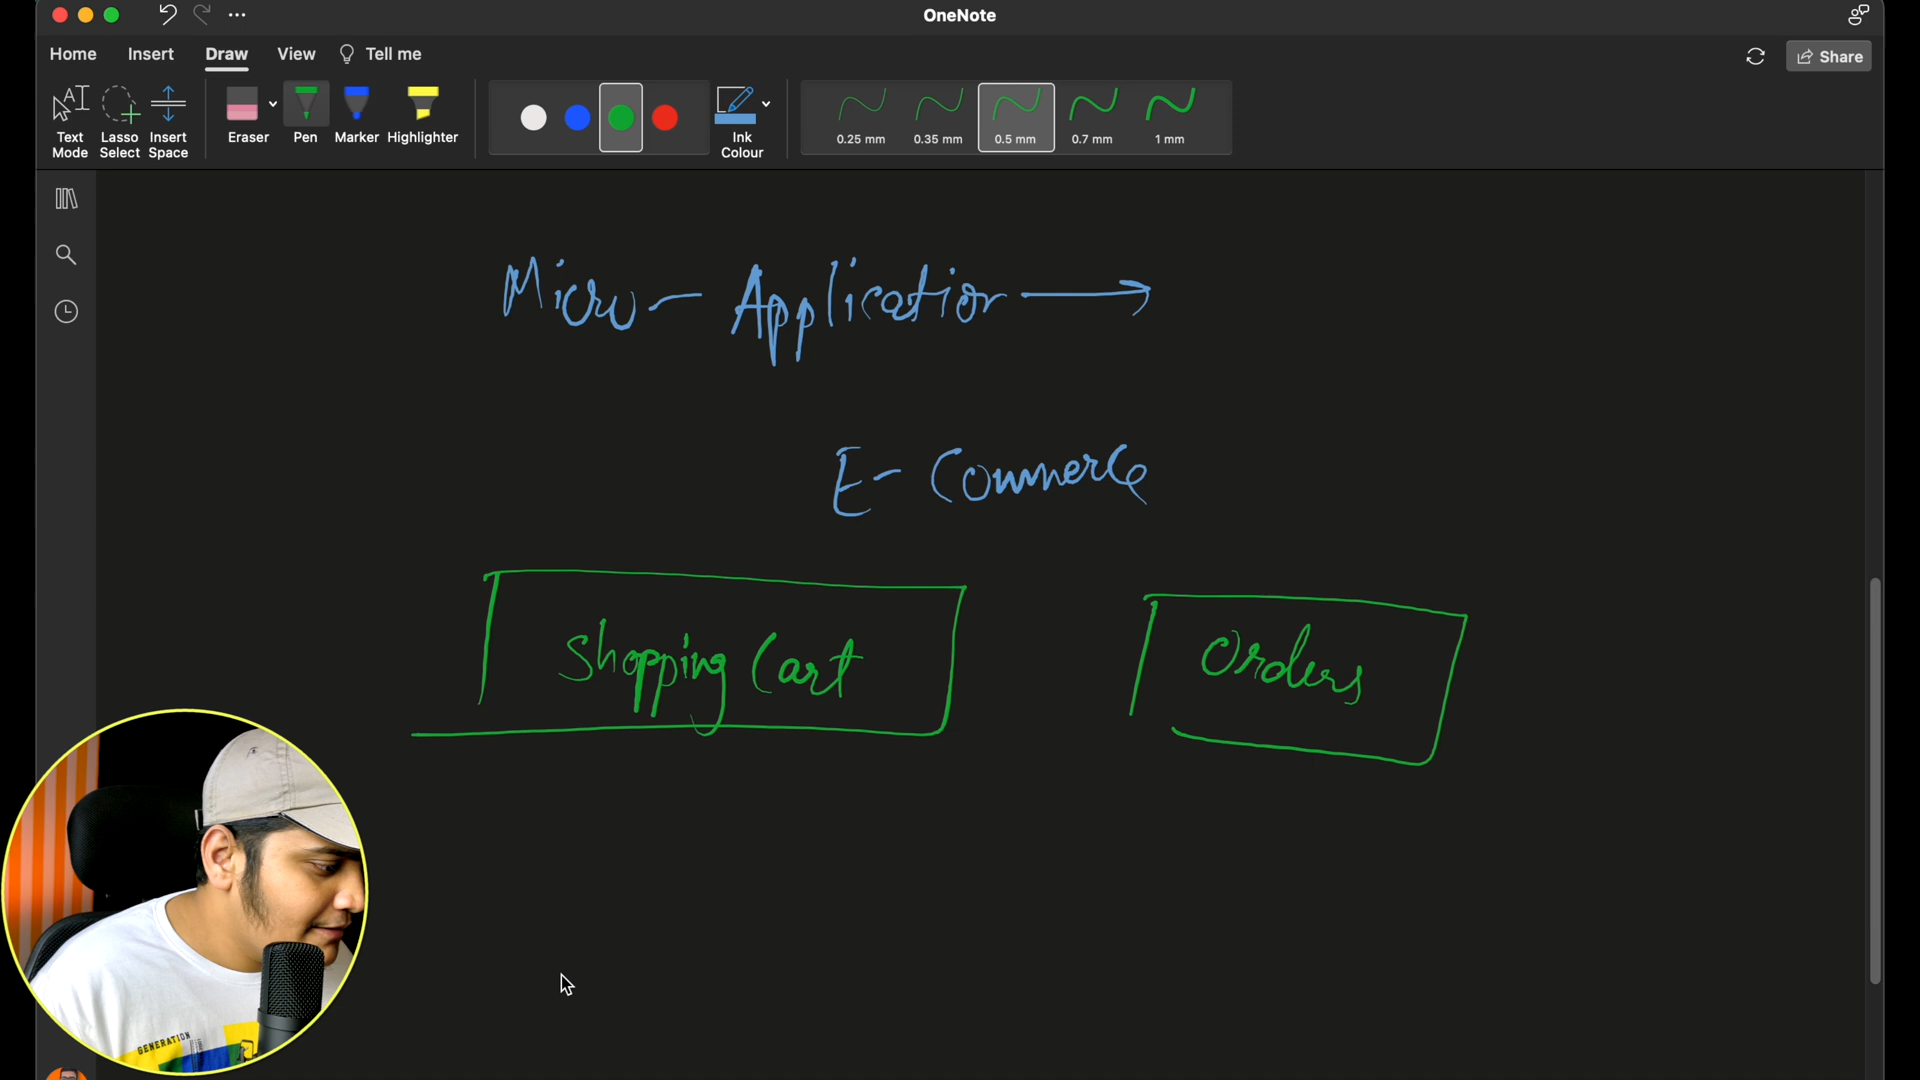 OneNote
Home Insert Draw View Tell me Share
Text Mode Lasso Select Insert Space Eraser Pen Marker Highlighter Ink Colour 0.25 mm 0.35 mm 0.5 mm 0.7 mm 1 mm
Micro - Application →
E- Commerce
Shopping Cart Orders
GENERATION